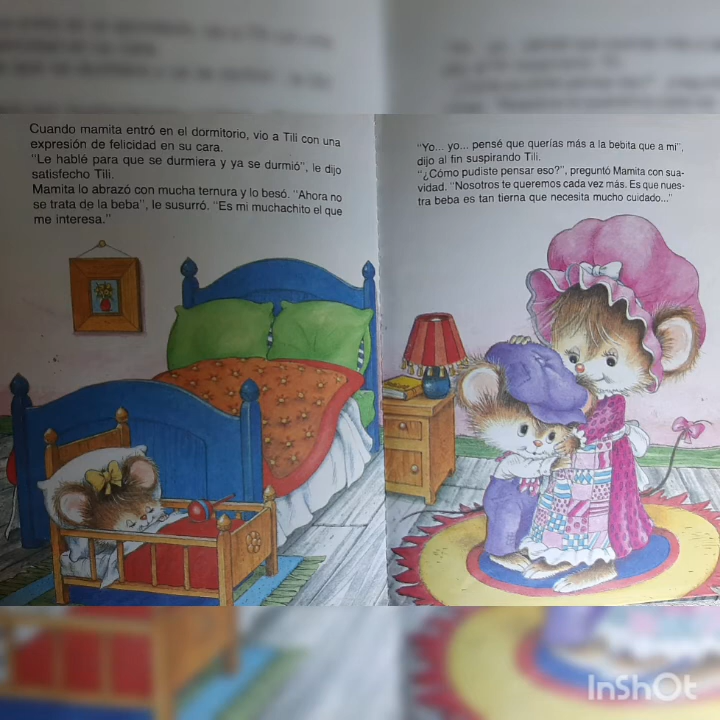 Cuando mamita entró en el dormitorio, vio a Tili con una
expresión de felicidad en su cara.
"Le hablé para que se durmiera y ya se durmió", le dijo
satisfecho Tili.
Mamita lo abrazó con mucha ternura y lo besó. "Ahora no
se trata de la beba", le susurró. "Es mi muchachito el que
me interesa."
"Yo... yo... pensé que querías más a la bebita que a mi",
dijo al fin suspirando Tili.
"¿Cómo pudiste pensar eso?", preguntó Mamita con sua-
vidad. "Nosotros te queremos cada vez más. Es que nues-
tra beba es tan tierna que necesita mucho cuidado..."
InShOt